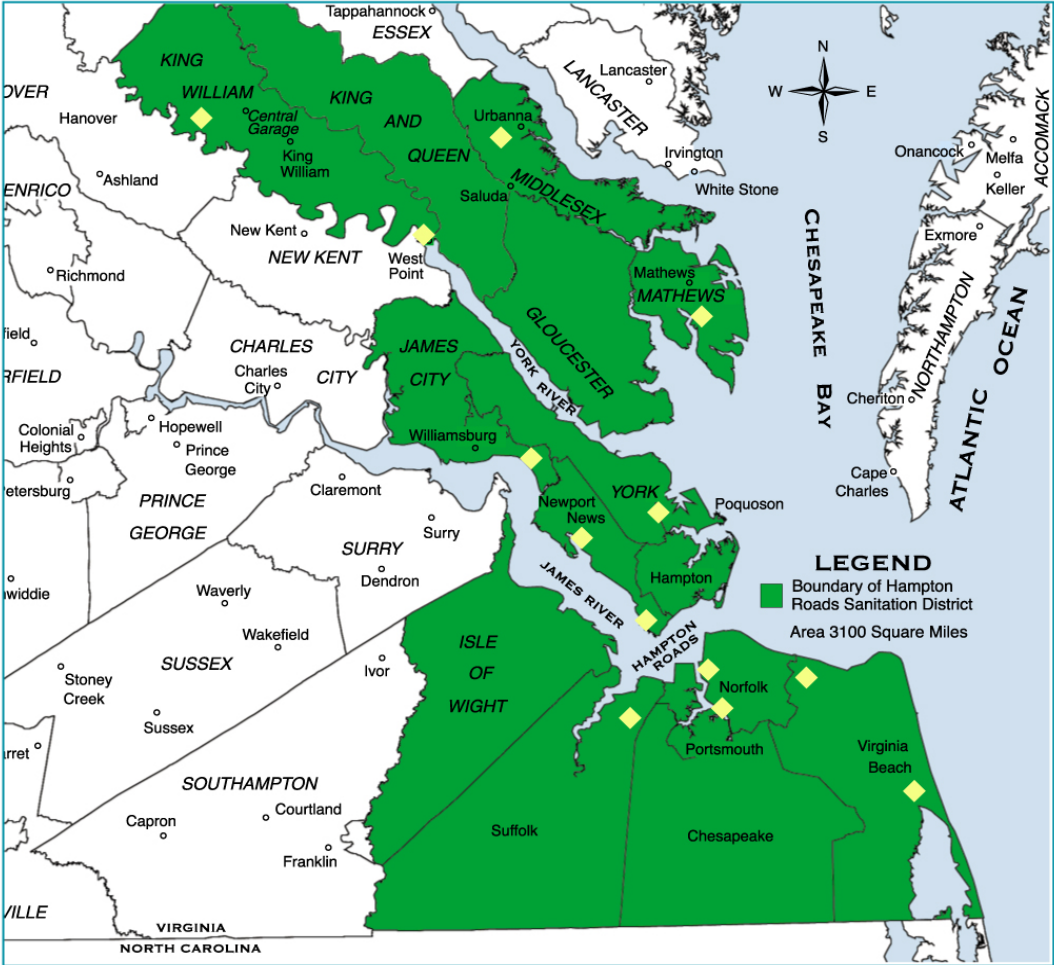 Tappahannock
ESSEX
KING
WILLIAM
Central
Garage
King
William
KING
AND
QUEEN
Urbanna
LANCASTER
Lancaster
N
W
E
S
OVER
Hanover
Ashland
ENRICO
Richmond
Irvington
White Stone
MIDDLESEX
Saluda
Onancock
Melfa
Keller
ACCOMACK
Exmore
New Kent
NEW KENT
West
Point
Mathews
MATHEWS
GLOUCESTER
CHESAPEAKE
BAY
NORTHAMPTON
ATLANTIC
OCEAN
field
RFIELD
CHARLES
CITY
Charles
City
JAMES
CITY
YORK RIVER
Cheriton
Cape
Charles
Colonial
Heights
Hopewell
Prince
George
Petersburg
PRINCE
GEORGE
Williamsburg
Claremont
Surry
SURRY
Dendron
Newport
News
YORK
Poquoson
Hampton
JAMES RIVER
HAMPTON
ROADS
LEGEND
Boundary of Hampton
Roads Sanitation District
Area 3100 Square Miles
nwiddie
Waverly
Wakefield
SUSSEX
Stoney
Creek
Sussex
Ivor
ISLE
OF
WIGHT
Norfolk
Portsmouth
Virginia
Beach
rret
SOUTHAMPTON
Courtland
Capron
Franklin
Suffolk
Chesapeake
VILLE
VIRGINIA
NORTH CAROLINA